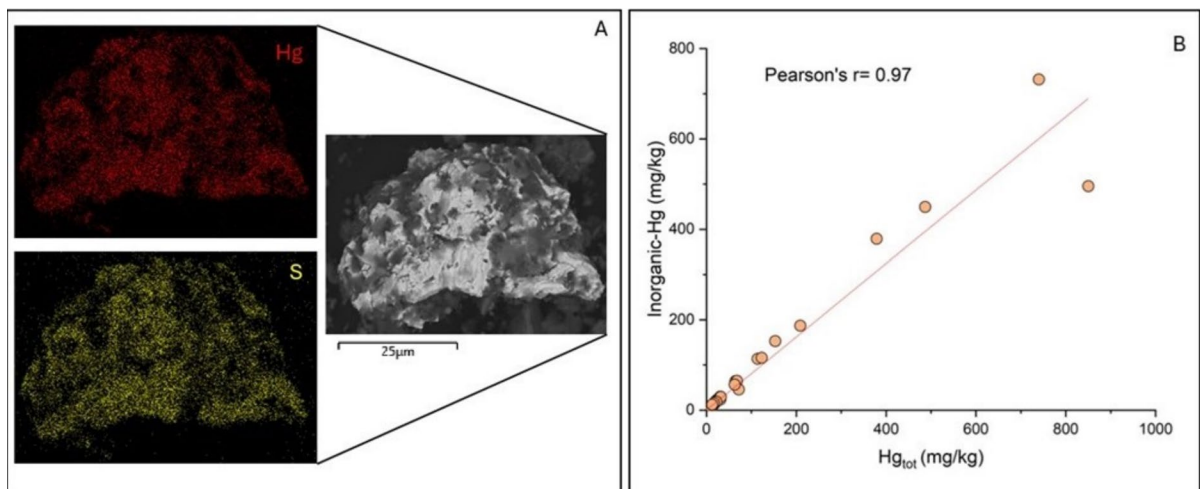 Hg
A
S
25μm
B
Pearson's r= 0.97
Inorganic-Hg (mg/kg)
800
600
400
200
0
0 200 400 600 800 1000
Hgtot (mg/kg)